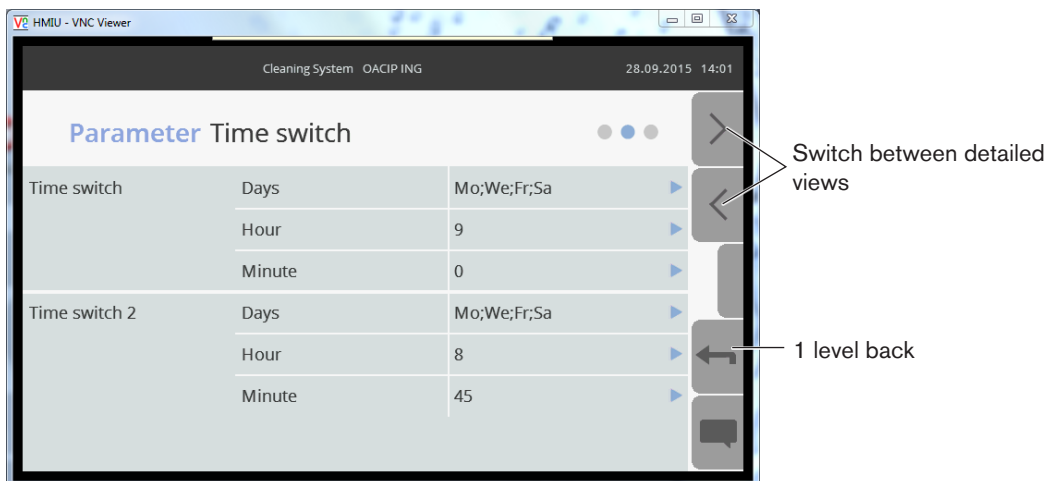 HMIU - VNC Viewer
Cleaning System OACIP ING 28.09.2015 14:01
Parameter Time switch
Switch between detailed
views
Time switch Days Mo;We;Fr;Sa
Hour 9
Minute 0
Time switch 2 Days Mo;We;Fr;Sa
Hour 8
1 level back
Minute 45